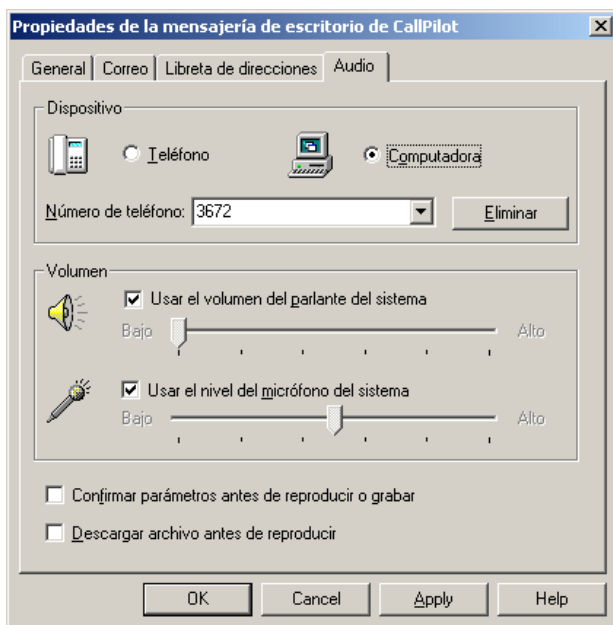 Propiedades de la mensajería de escritorio de CallPilot
General Correo Libreta de direcciones Audio
Dispositivo
Teléfono Computadora
Número de teléfono: 3672 Eliminar
Volumen
Usar el volumen del parlante del sistema
Bajo Alto
Usar el nivel del micrófono del sistema
Bajo Alto
Confirmar parámetros antes de reproducir o grabar
Descargar archivo antes de reproducir
OK Cancel Apply Help